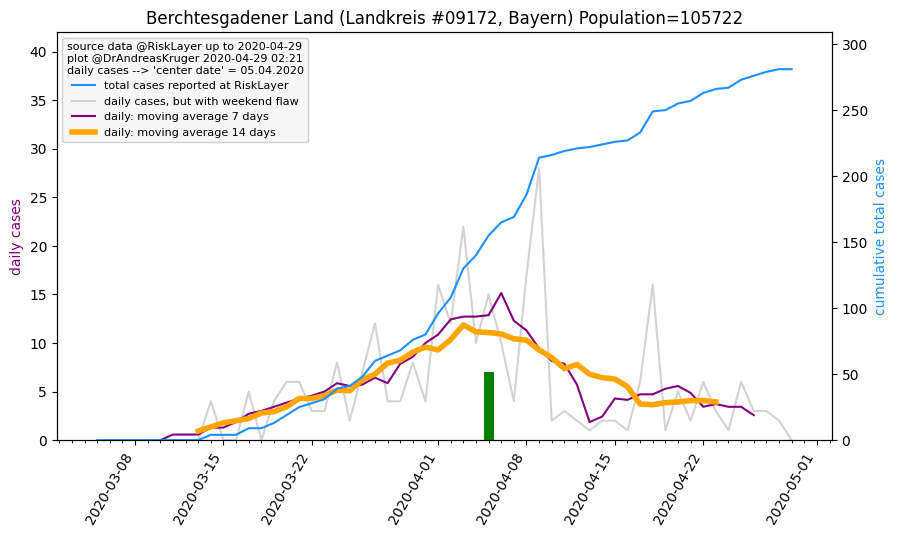 Berchtesgadener Land (Landkreis #09172, Bayern) Population=105722
source data @RiskLayer up to 2020-04-29
plot @DrAndreasKruger 2020-04-29 02:21
daily cases --> 'center date' = 05.04.2020
total cases reported at RiskLayer
daily cases, but with weekend flaw
daily: moving average 7 days
daily: moving average 14 days
daily cases
40
35
30
25
20
15
10
5
0
300
250
200
150
100
50
0
cumulative total cases
2020-03-08
2020-03-15
2020-03-22
2020-04-01
2020-04-08
2020-04-15
2020-04-22
2020-05-01